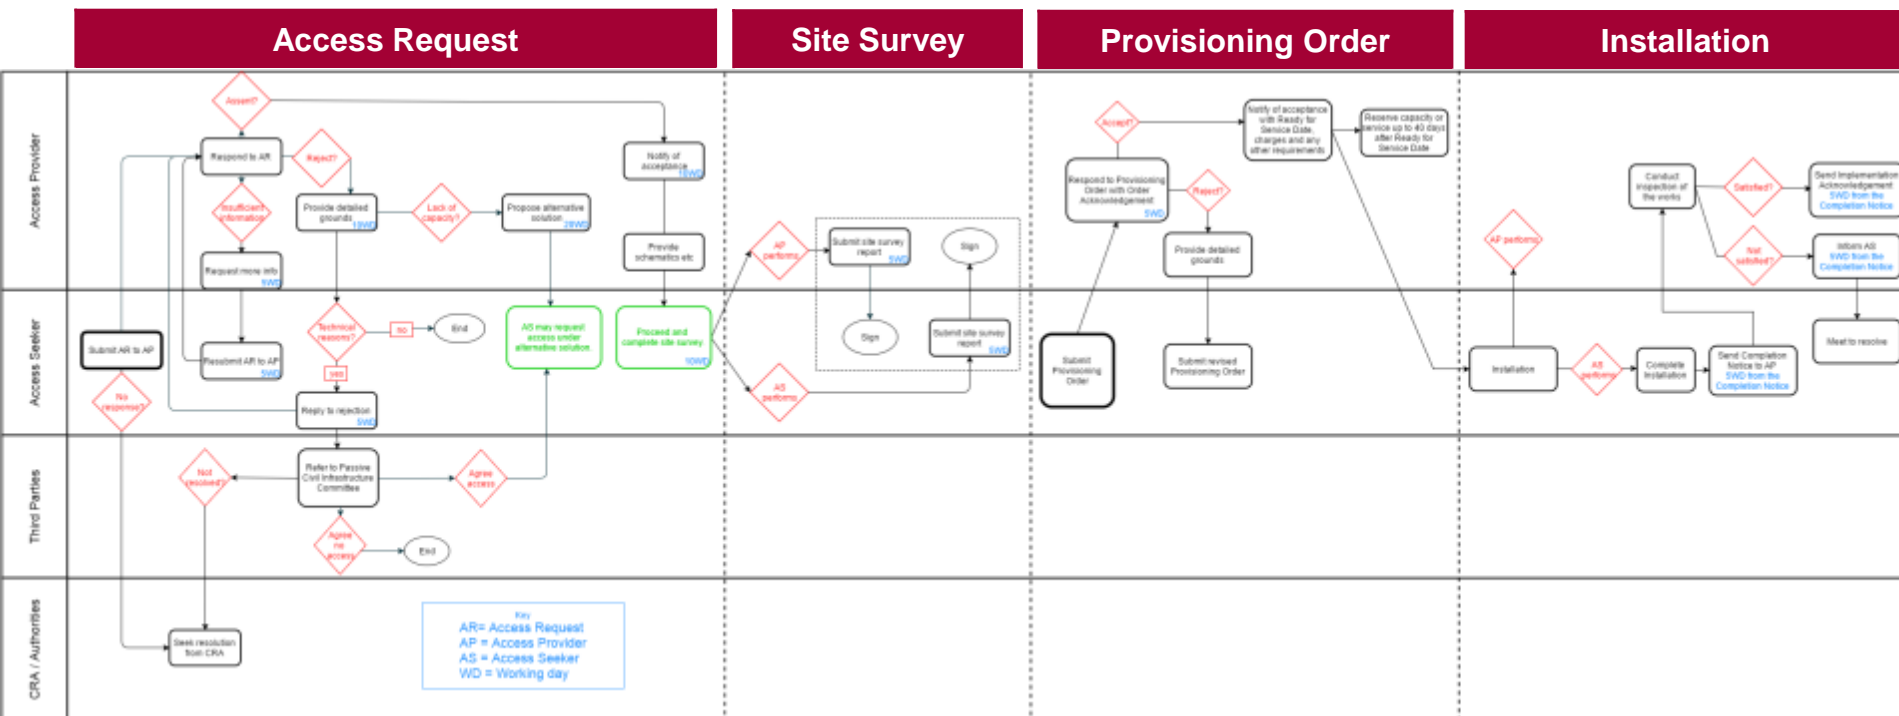 Access Request
Site Survey
Provisioning Order
Installation
Access Provider
Assent?
Respond to AR
Reject?
Insufficient
information
Request more info
5WD
Provide detailed
grounds
10WD
Lack of
capacity?
Propose alternative
solution
20WD
Notify of
acceptance
10WD
Provide
schematics etc
AP
performs
Submit site survey
report
5WD
Sign
Accept?
Respond to Provisioning
Order with Order
Acknowledgement
5WD
Reject?
Provide detailed
grounds
Notify of acceptance
with Ready for
Service Date,
charges and any
other requirements
Reserve capacity or
service up to 40 days
after Ready for
Service Date
AP performs
Conduct
inspection of
the works
Satisfied?
Not
satisfied?
Send Implementation
Acknowledgement
5WD from the
Completion Notice
Inform AS
5WD from the
Completion Notice
Access Seeker
Submit AR to AP
No
response?
Resubmit AR to AP
5WD
Technical
reasons?
no
End
yes
Reply to rejection
5WD
AS may request
access under
alternative solution
Proceed and
complete site survey
10WD
AS
performs
Sign
Submit site survey
report
5WD
Submit
Provisioning
Order
Submit revised
Provisioning Order
Installation
AS
performs
Complete
Installation
Send Completion
Notice to AP
5WD from the
Completion Notice
Meet to resolve
Third Parties
Not
resolved?
Refer to Passive
Civil Infrastructure
Committee
Agree
access
Agree
no
access
End
CRA / Authorities
Seek resolution
from CRA
Key
AR= Access Request
AP = Access Provider
AS = Access Seeker
WD = Working day